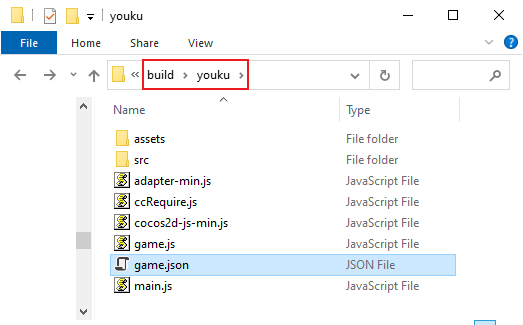 youku
File Home Share View
« build > youku >
Name Type
assets File folder
src File folder
adapter-min.js JavaScript File
ccRequire.js JavaScript File
cocos2d-js-min.js JavaScript File
game.js JavaScript File
game.json JSON File
main.js JavaScript File